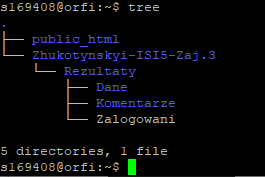 s169408@orfi:~$ tree
.
├── public_html
└── Zhukotynskyi-ISI5-Zaj.3
    └── Rezultaty
        ├── Dane
        ├── Komentarze
        └── Zalogowani

5 directories, 1 file
s169408@orfi:~$